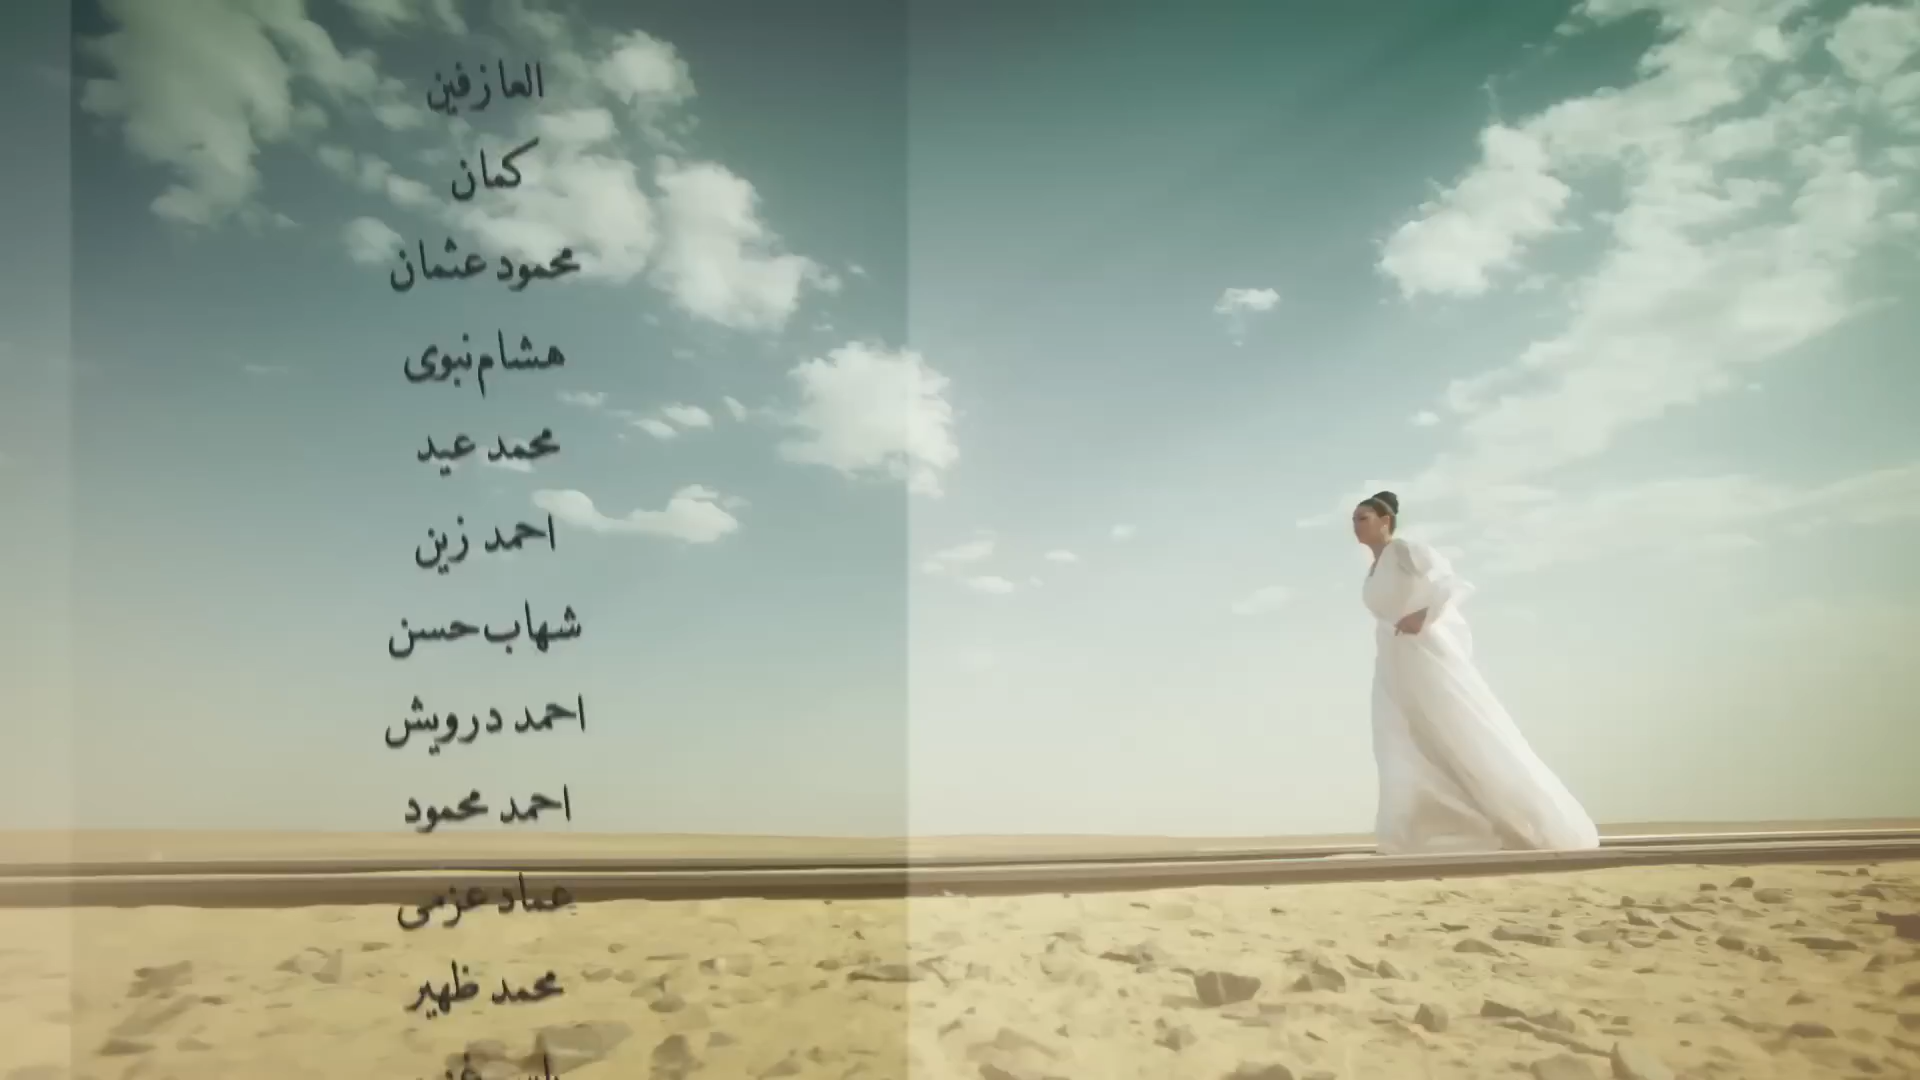 العازفين
كمان
محمود عثمان
هشام نبوى
محمد عيد
احمد زين
شهاب حسن
احمد درويش
احمد محمود
عماد عزمى
محمد ظهير